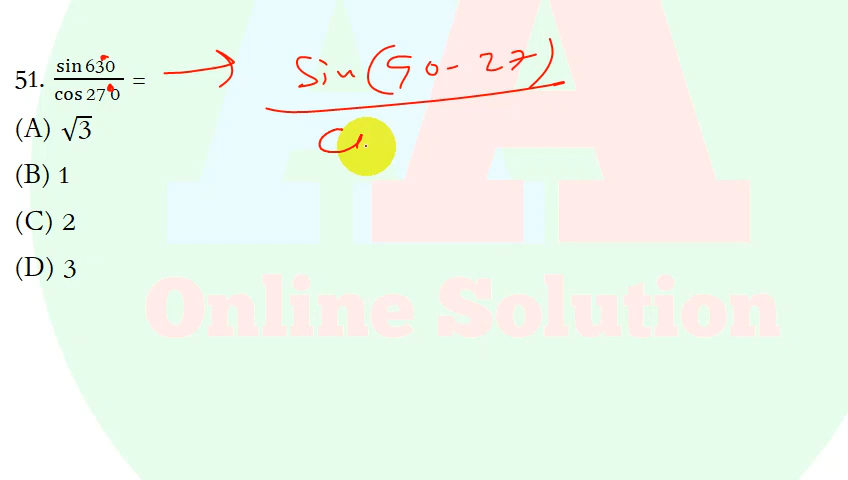 51. sin 630 / cos 270 = → Sin (90 - 27)
(A) √3
(B) 1
(C) 2
(D) 3
Online Solution